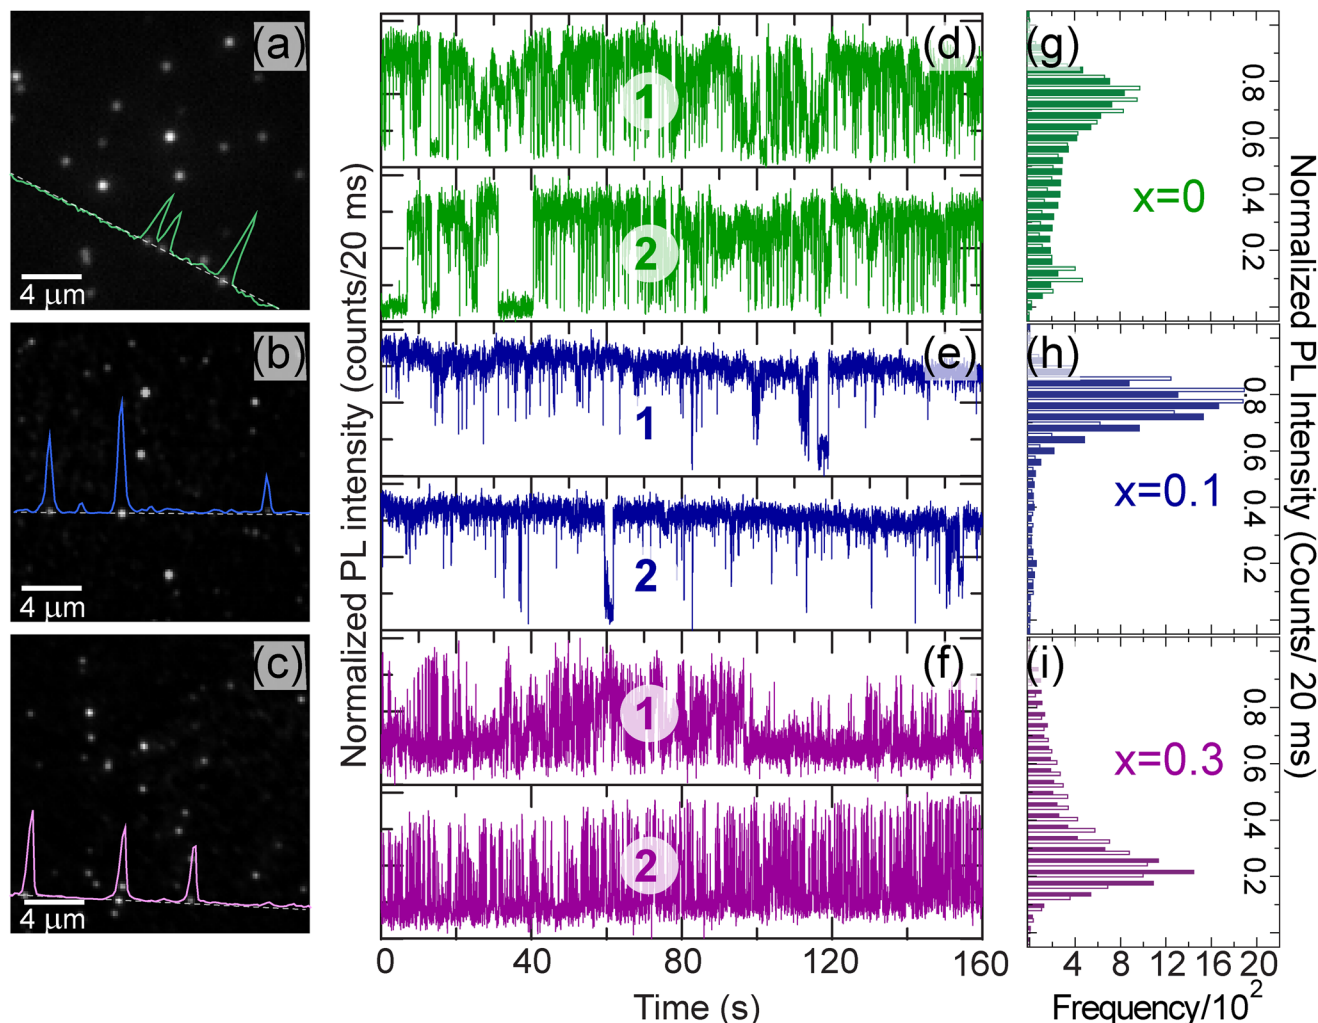 (a)
4 μm
(b)
4 μm
(c)
4 μm
Normalized PL intensity (counts/20 ms)
(d)
1
2
(e)
1
2
(f)
1
2
0 40 80 120 160
Time (s)
(g)
x=0
0.8
0.6
0.4
0.2
(h)
x=0.1
0.8
0.6
0.4
0.2
(i)
x=0.3
0.8
0.6
0.4
0.2
4 8 12 16 20
Frequency/10²
Normalized PL Intensity (Counts/ 20 ms)